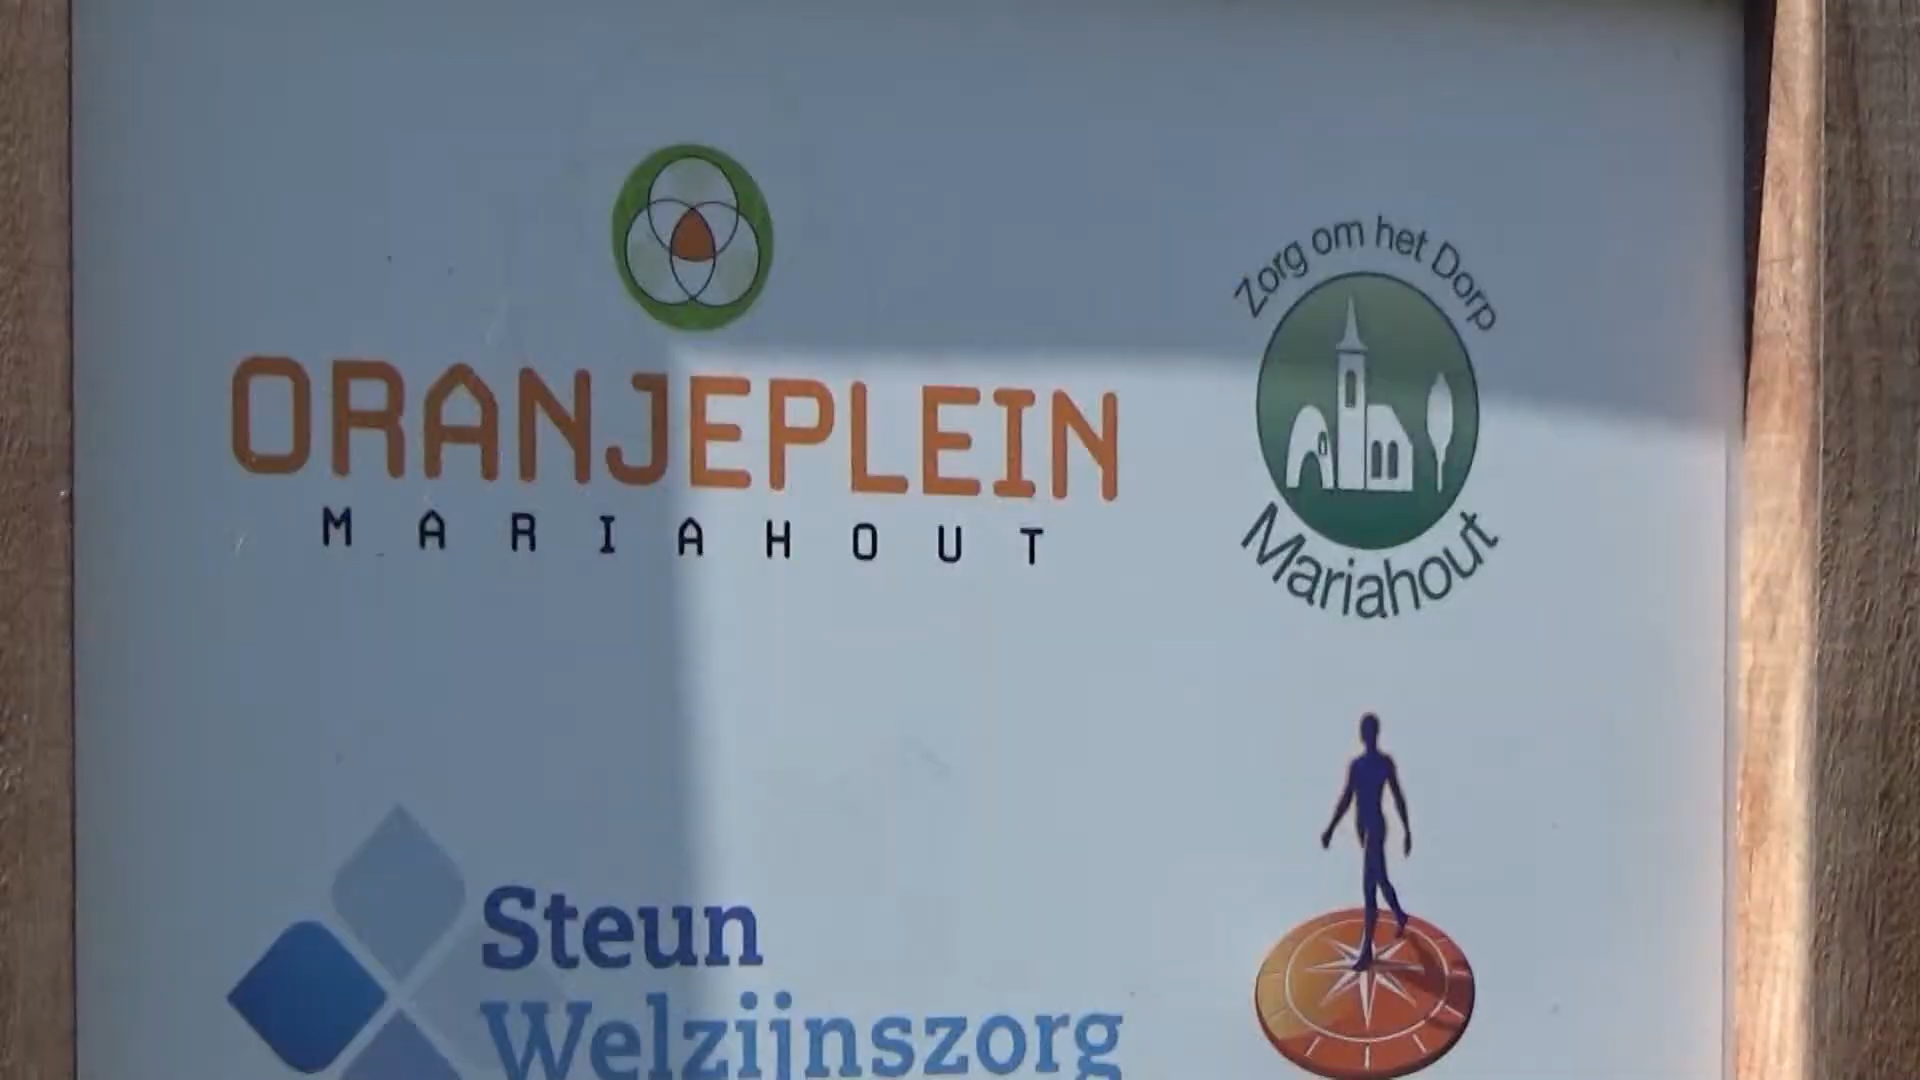 ORANJEPLEIN
MARIAHOUT
Zorg om het Dorp
Mariahout
Steun
Welzijnszorg